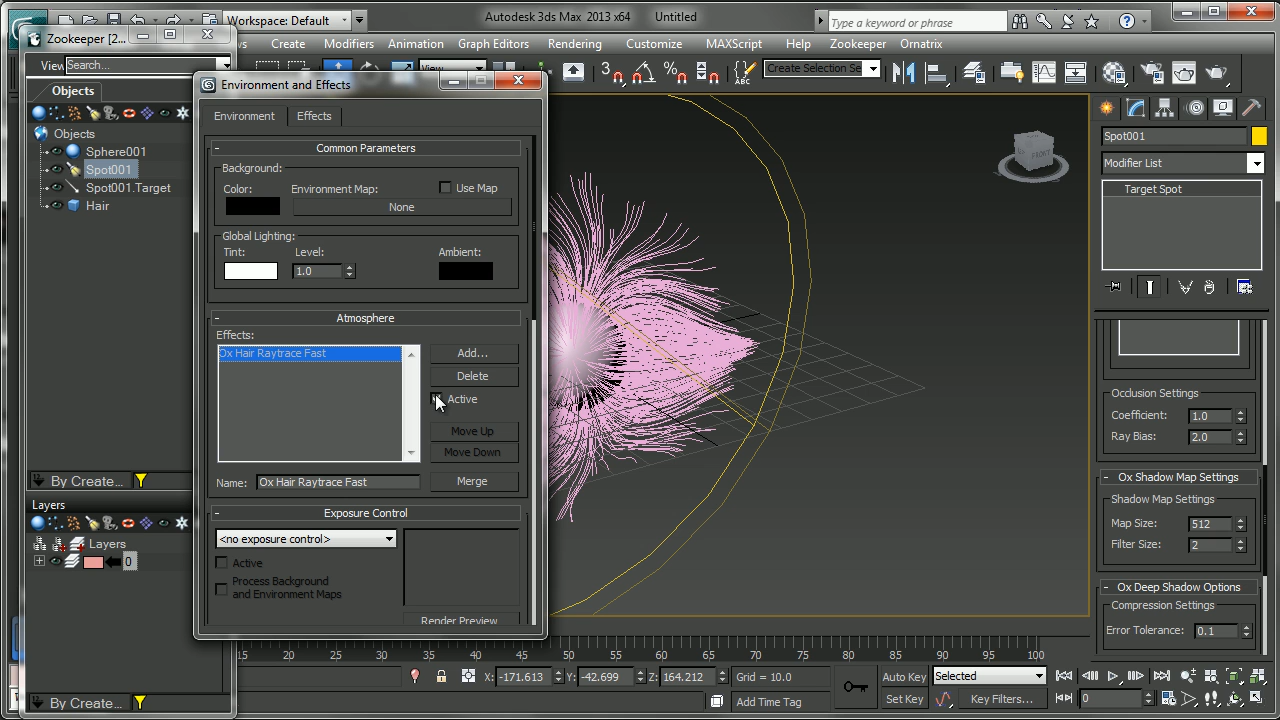 Workspace: Default
Autodesk 3ds Max 2013 x64 Untitled
Type a keyword or phrase
Zookeeper [2...
Create Modifiers Animation Graph Editors Rendering Customize MAXScript Help Zookeeper Ornatrix
View
Search...
View
Create Selection Se
Objects
Objects
Sphere001
Spot001
Spot001.Target
Hair
By Create...
Layers
Layers
0
By Create...
Environment and Effects
Environment
Effects
Common Parameters
Background:
Color:
Environment Map:
Use Map
None
Global Lighting:
Tint:
Level:
Ambient:
1.0
Atmosphere
Effects:
Ox Hair Raytrace Fast
Add...
Delete
Active
Move Up
Move Down
Name:
Ox Hair Raytrace Fast
Merge
Exposure Control
<no exposure control>
Active
Process Background
and Environment Maps
Render Preview
FRONT
Spot001
Modifier List
Target Spot
Occlusion Settings
Coefficient: 1.0
Ray Bias: 2.0
Ox Shadow Map Settings
Shadow Map Settings
Map Size: 512
Filter Size: 2
Ox Deep Shadow Options
Compression Settings
Error Tolerance: 0.1
15 20 25 30 35 40 45 50 55 60 65 70 75 80 85 90 95 100
X: -171.613 Y: -42.699 Z: 164.212 Grid = 10.0
Auto Key
Selected
Add Time Tag
Set Key
Key Filters...
0